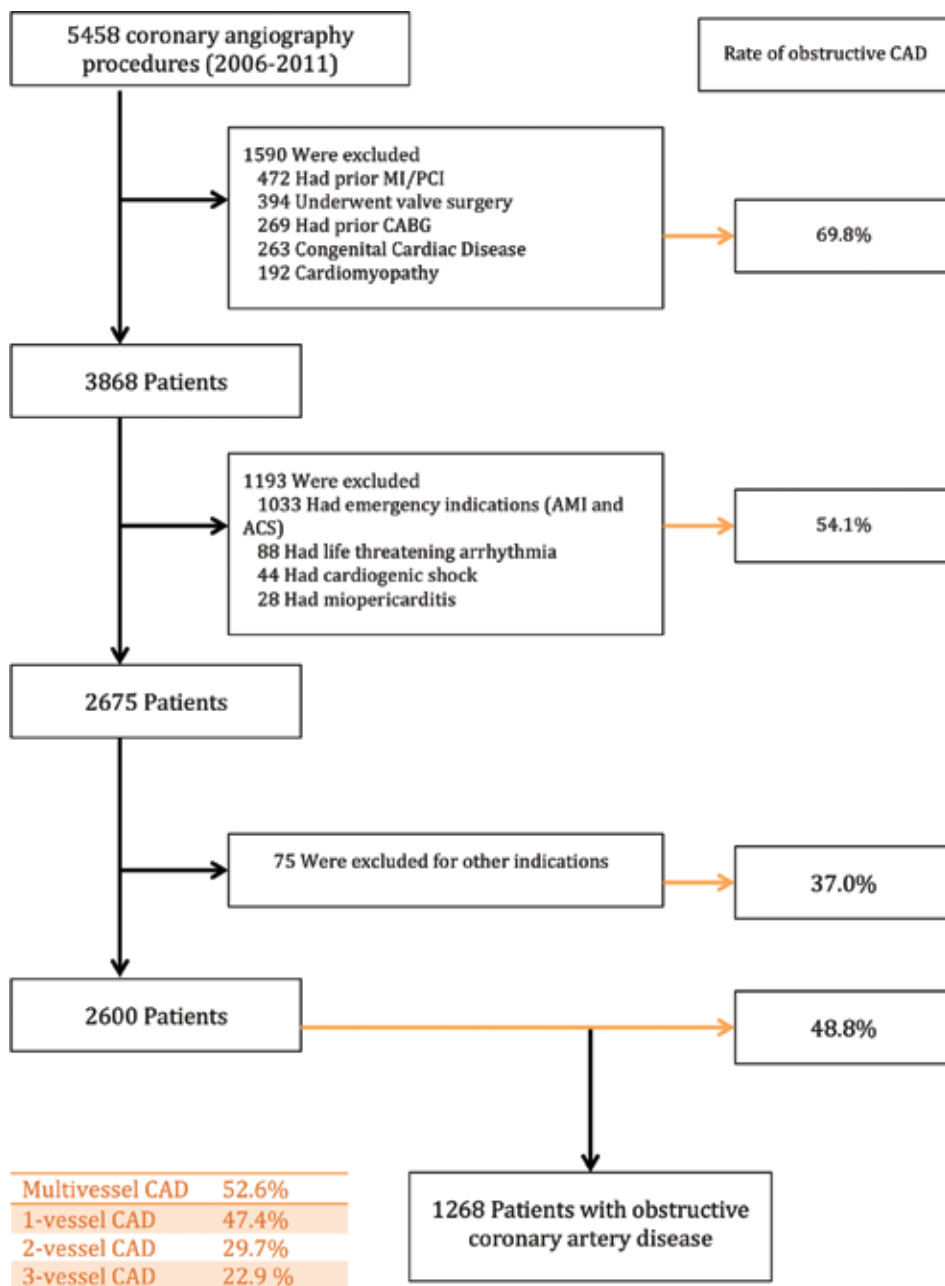 5458 coronary angiography
procedures (2006-2011)
Rate of obstructive CAD
1590 Were excluded
472 Had prior MI/PCI
394 Underwent valve surgery
269 Had prior CABG
263 Congenital Cardiac Disease
192 Cardiomyopathy
69.8%
3868 Patients
1193 Were excluded
1033 Had emergency indications (AMI and
ACS)
88 Had life threatening arrhythmia
44 Had cardiogenic shock
28 Had miopericarditis
54.1%
2675 Patients
75 Were excluded for other indications
37.0%
2600 Patients
48.8%
Multivessel CAD 52.6%
1-vessel CAD 47.4%
2-vessel CAD 29.7%
3-vessel CAD 22.9 %
1268 Patients with obstructive
coronary artery disease